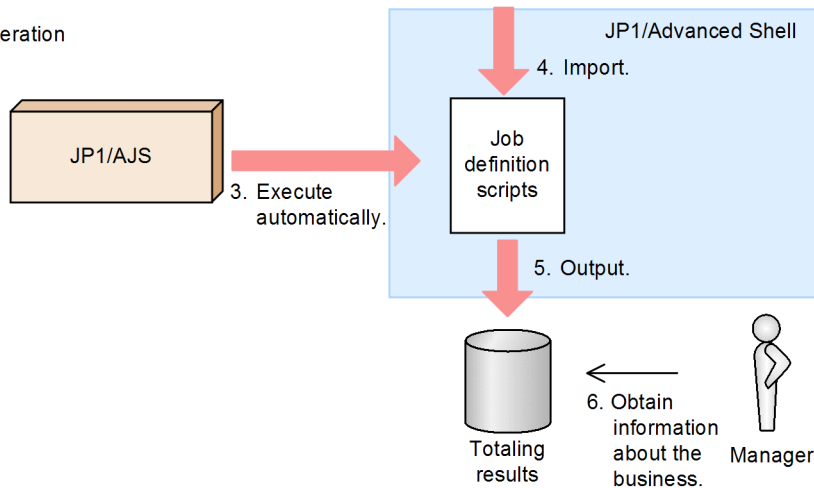 eration
JP1/Advanced Shell
4. Import.
JP1/AJS
Job
definition
scripts
3. Execute
automatically.
5. Output.
6. Obtain
information
about the
business.
Totaling
results
Manager